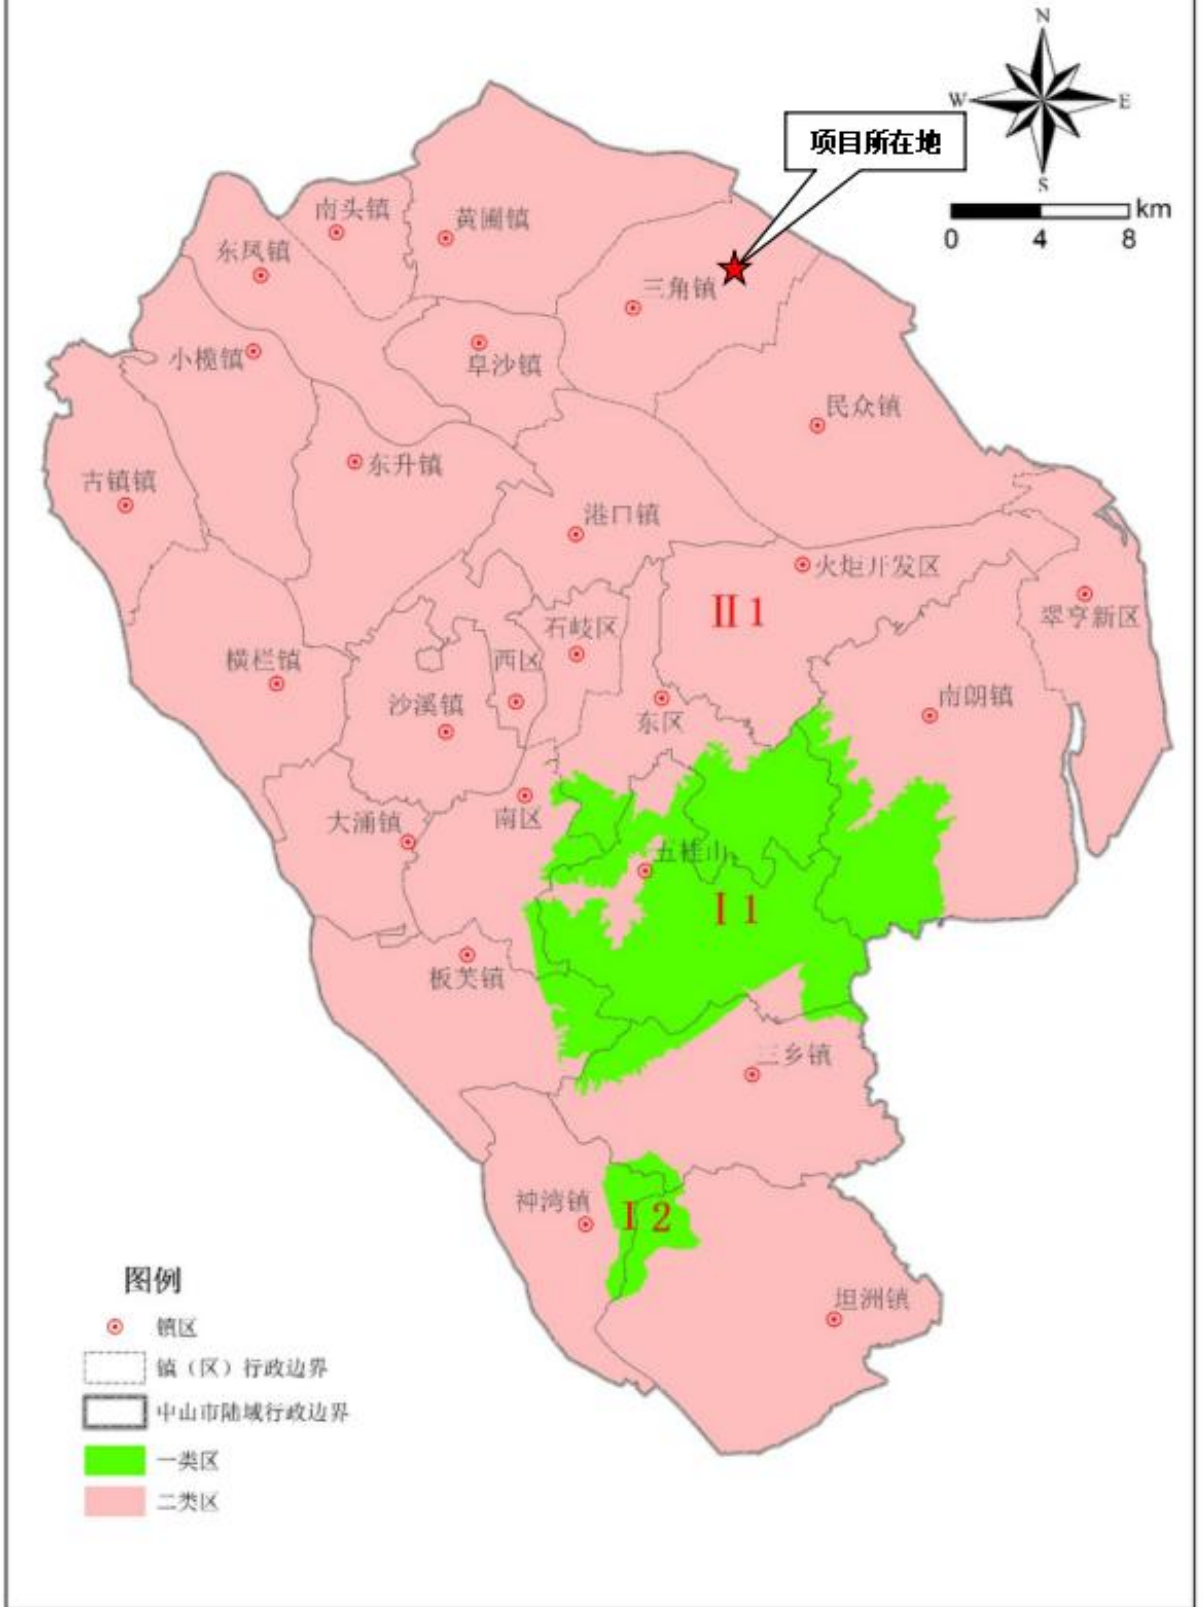 N
W
E
S
项目所在地
km
0 4 8
南头镇
黄圃镇
东凤镇
三角镇
小榄镇
阜沙镇
民众镇
东升镇
古镇镇
港口镇
火炬开发区
II 1
翠亨新区
石岐区
横栏镇
西区
南朗镇
沙溪镇
东区
南区
大涌镇
五桂山
I 1
板芙镇
三乡镇
神湾镇
I 2
坦洲镇
图例
镇区
镇（区）行政边界
中山市陆域行政边界
一类区
二类区